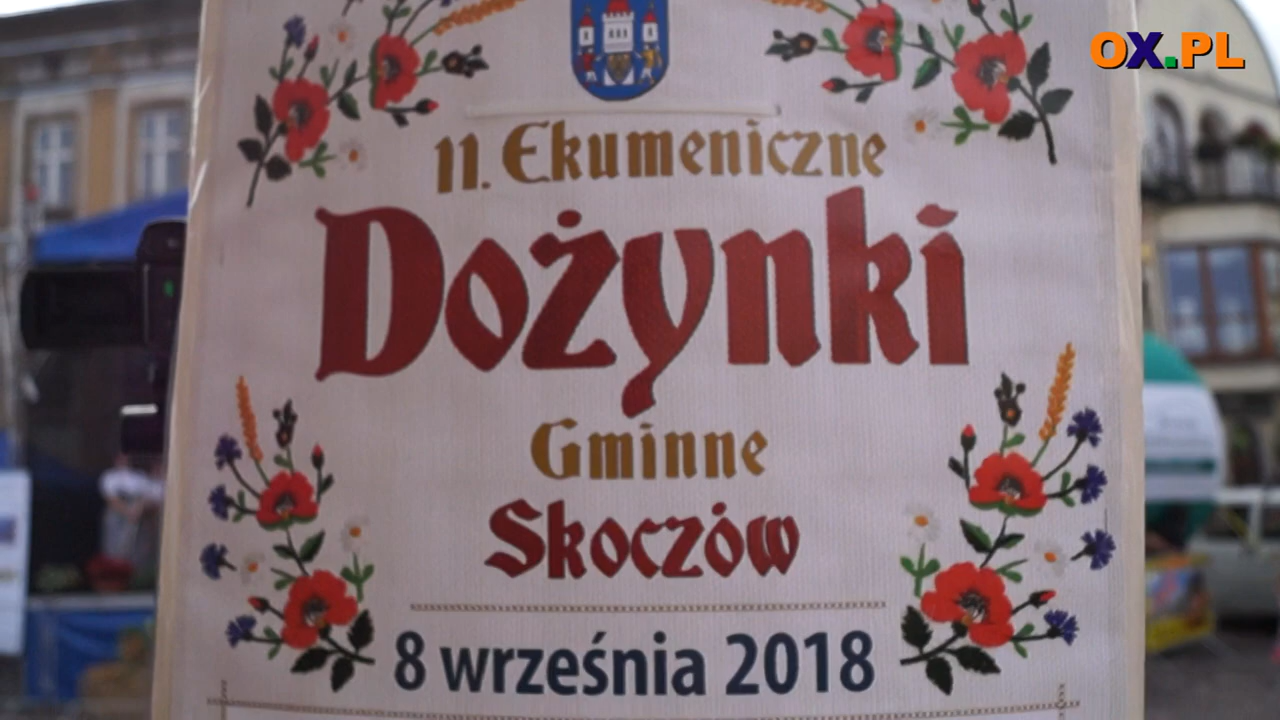 OX.PL
11. Ekumeniczne
Dożynki
Gminne
Skoczów
8 września 2018